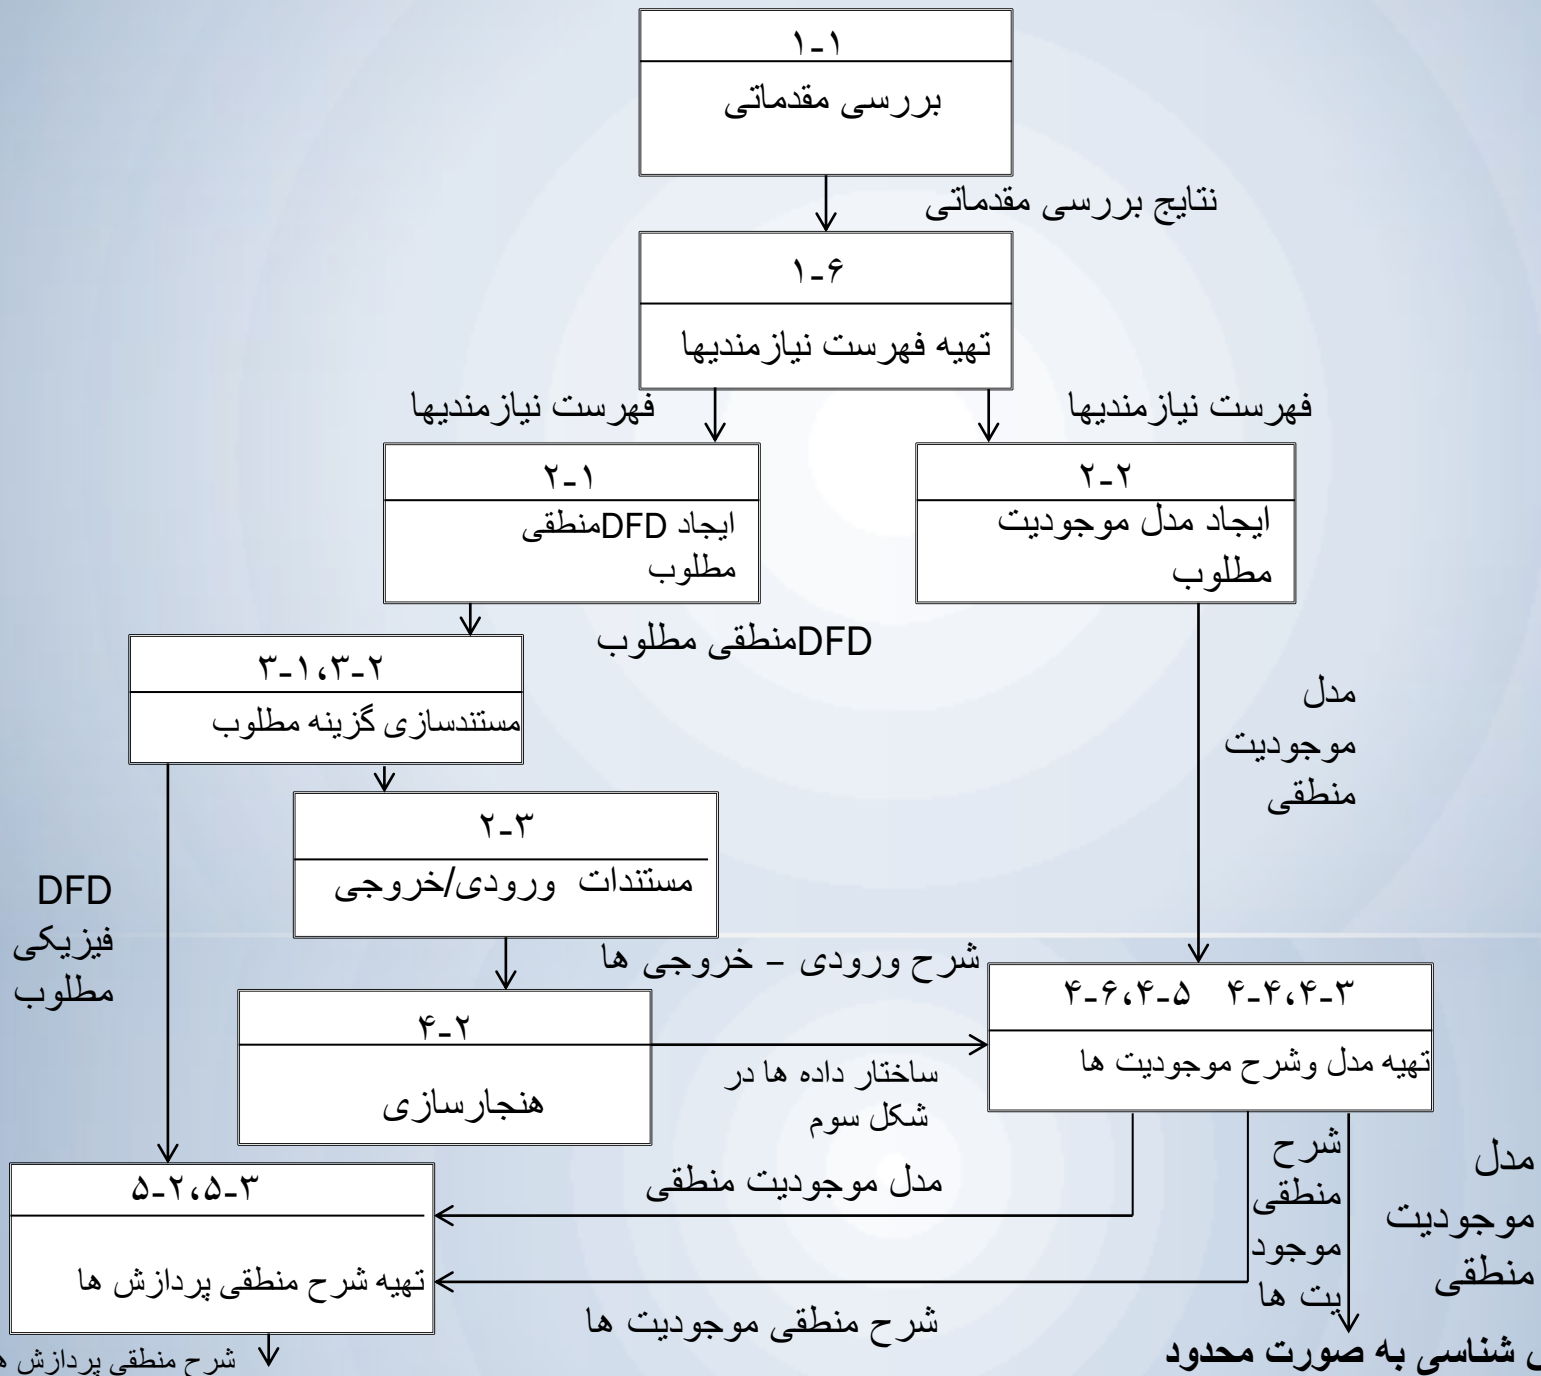 ۱-۱
بررسی مقدماتی
نتایج بررسی مقدماتی
۱-۶
تهیه فهرست نیازمندیها
فهرست نیازمندیها
فهرست نیازمندیها
۲-۲
ایجاد مدل موجودیت
مطلوب
۲-۱
ایجاد DFDمنطقی
مطلوب
DFDمنطقی مطلوب
۳-۱،۳-۲
مستندسازی گزینه مطلوب
مدل
موجودیت
منطقی
۲-۳
مستندات ورودی/خروجی
DFD
فیزیکی
مطلوب
شرح ورودی – خروجی ها
۴-۶،۴-۵ ۴-۴،۴-۳
تهیه مدل وشرح موجودیت ها
۴-۲
هنجارسازی
ساختار داده ها در
شکل سوم
مدل موجودیت منطقی
شرح
منطقی
موجود
یت ها
مدل
موجودیت
منطقی
۵-۲،۵-۳
تهیه شرح منطقی پردازش ها
شرح منطقی موجودیت ها
شرح منطقی پردازش
شناسی به صورت محدود